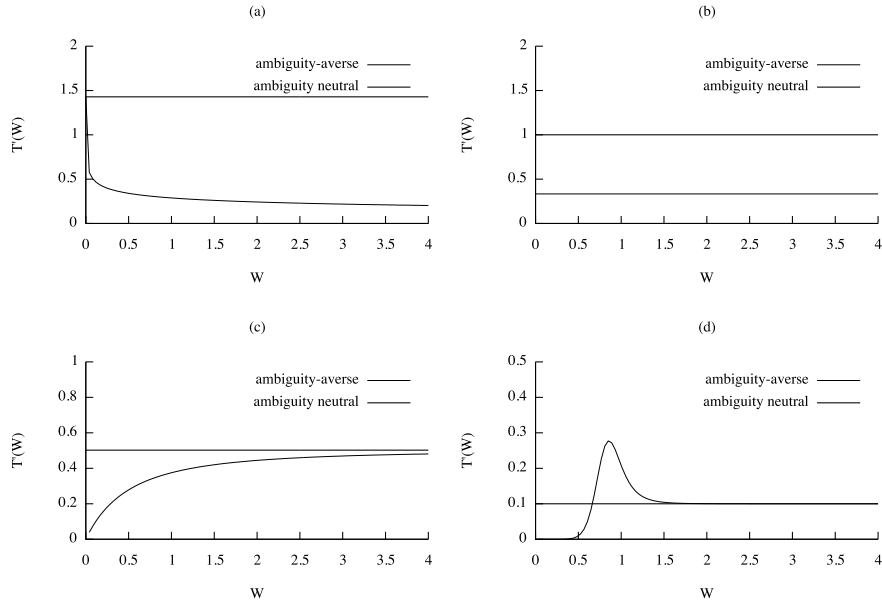 (a)
2
1.5
1
0.5
0
T'(W)
ambiguity-averse
ambiguity neutral
0 0.5 1 1.5 2 2.5 3 3.5 4
W
(b)
2
1.5
1
0.5
0
T'(W)
ambiguity-averse
ambiguity neutral
0 0.5 1 1.5 2 2.5 3 3.5 4
W
(c)
1
0.8
0.6
0.4
0.2
0
T'(W)
ambiguity-averse
ambiguity neutral
0 0.5 1 1.5 2 2.5 3 3.5 4
W
(d)
0.5
0.4
0.3
0.2
0.1
0
T'(W)
ambiguity-averse
ambiguity neutral
0 0.5 1 1.5 2 2.5 3 3.5 4
W